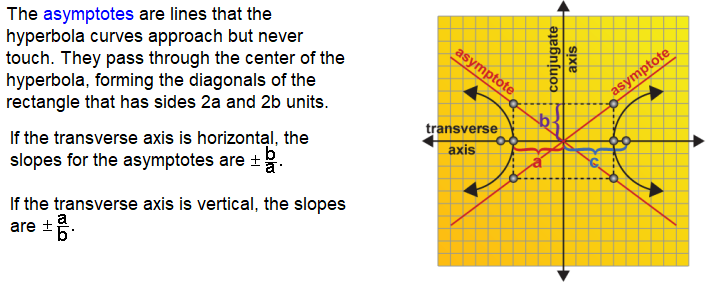 The asymptotes are lines that the
hyperbola curves approach but never
touch. They pass through the center of the
hyperbola, forming the diagonals of the
rectangle that has sides 2a and 2b units.
If the transverse axis is horizontal, the
slopes for the asymptotes are ± b/a.
If the transverse axis is vertical, the slopes
are ± a/b.
conjugate
axis
asymptote
asymptote
transverse
axis
b
a
c